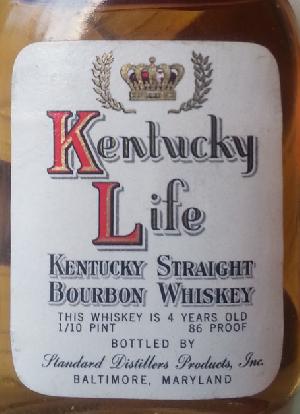 Kentucky
Life
KENTUCKY STRAIGHT
BOURBON WHISKEY
THIS WHISKEY IS 4 YEARS OLD
1/10 PINT 86 PROOF
BOTTLED BY
Standard Distillers Products, Inc.
BALTIMORE, MARYLAND